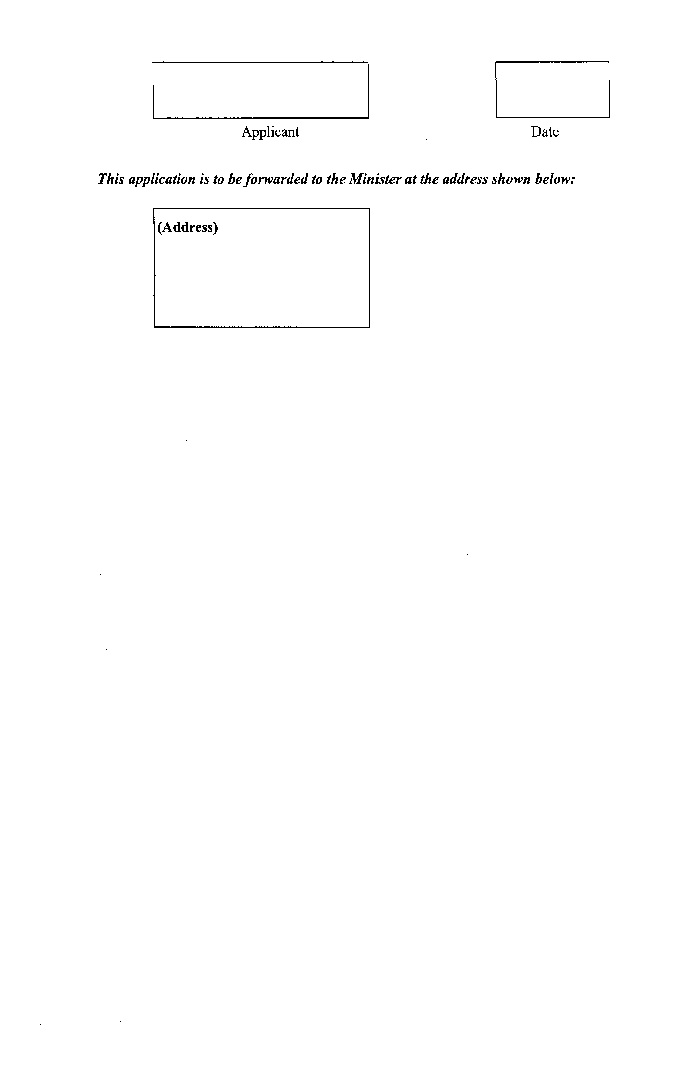 Applicant Date
This application is to be forwarded to the Minister at the address shown below:
(Address)